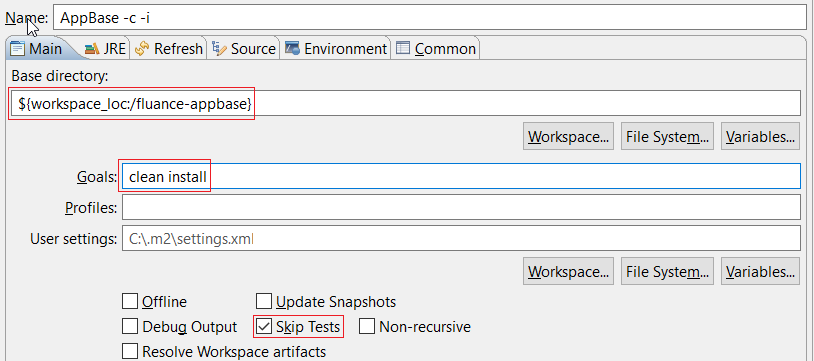 Name: AppBase -c -i
Main JRE Refresh Source Environment Common
Base directory:
${workspace_loc:/fluance-appbase}
Workspace... File System... Variables...
Goals: clean install
Profiles:
User settings: C:\.m2\settings.xml
Workspace... File System... Variables...
Offline Update Snapshots
Debug Output Skip Tests Non-recursive
Resolve Workspace artifacts